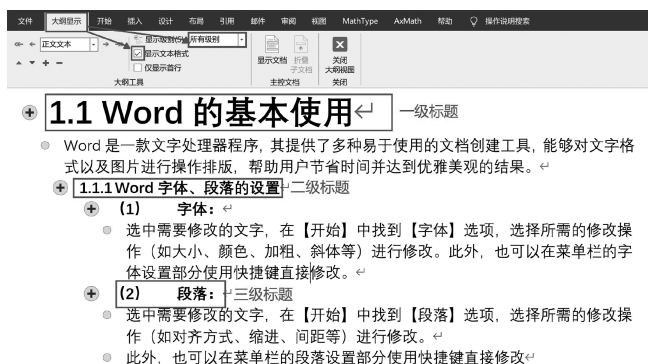 文件 大纲显示 开始 插入 设计 布局 引用 邮件 审阅 视图 MathType AxMath 帮助 操作说明搜索
正文文本 显示级别(S): 所有级别
显示文本格式
仅显示首行
显示文档 折叠子文档 关闭大纲视图
大纲工具 主控文档 关闭
1.1 Word 的基本使用↵ 一级标题
Word 是一款文字处理器程序，其提供了多种易于使用的文档创建工具，能够对文字格
式以及图片进行操作排版，帮助用户节省时间并达到优雅美观的结果。↵
1.1.1 Word 字体、段落的设置↵ 二级标题
(1) 字体：↵
选中需要修改的文字，在【开始】中找到【字体】选项，选择所需的修改操
作（如大小、颜色、加粗、斜体等）进行修改。此外，也可以在菜单栏的字
体设置部分使用快捷键直接修改。↵
(2) 段落：↵ 三级标题
选中需要修改的文字，在【开始】中找到【段落】选项，选择所需的修改操
作（如对齐方式、缩进、间距等）进行修改。↵
此外，也可以在菜单栏的段落设置部分使用快捷键直接修改↵